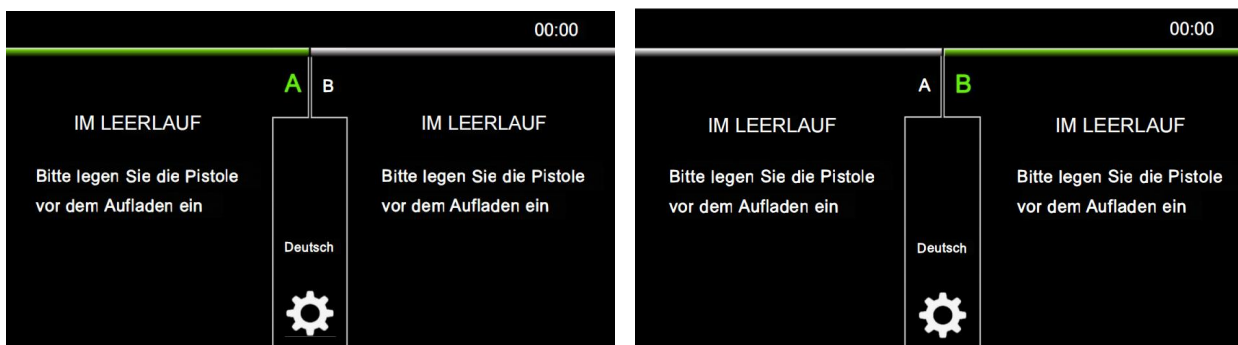 00:00
A B
IM LEERLAUF
Bitte legen Sie die Pistole
vor dem Aufladen ein
IM LEERLAUF
Bitte legen Sie die Pistole
vor dem Aufladen ein
Deutsch
00:00
A B
IM LEERLAUF
Bitte legen Sie die Pistole
vor dem Aufladen ein
IM LEERLAUF
Bitte legen Sie die Pistole
vor dem Aufladen ein
Deutsch